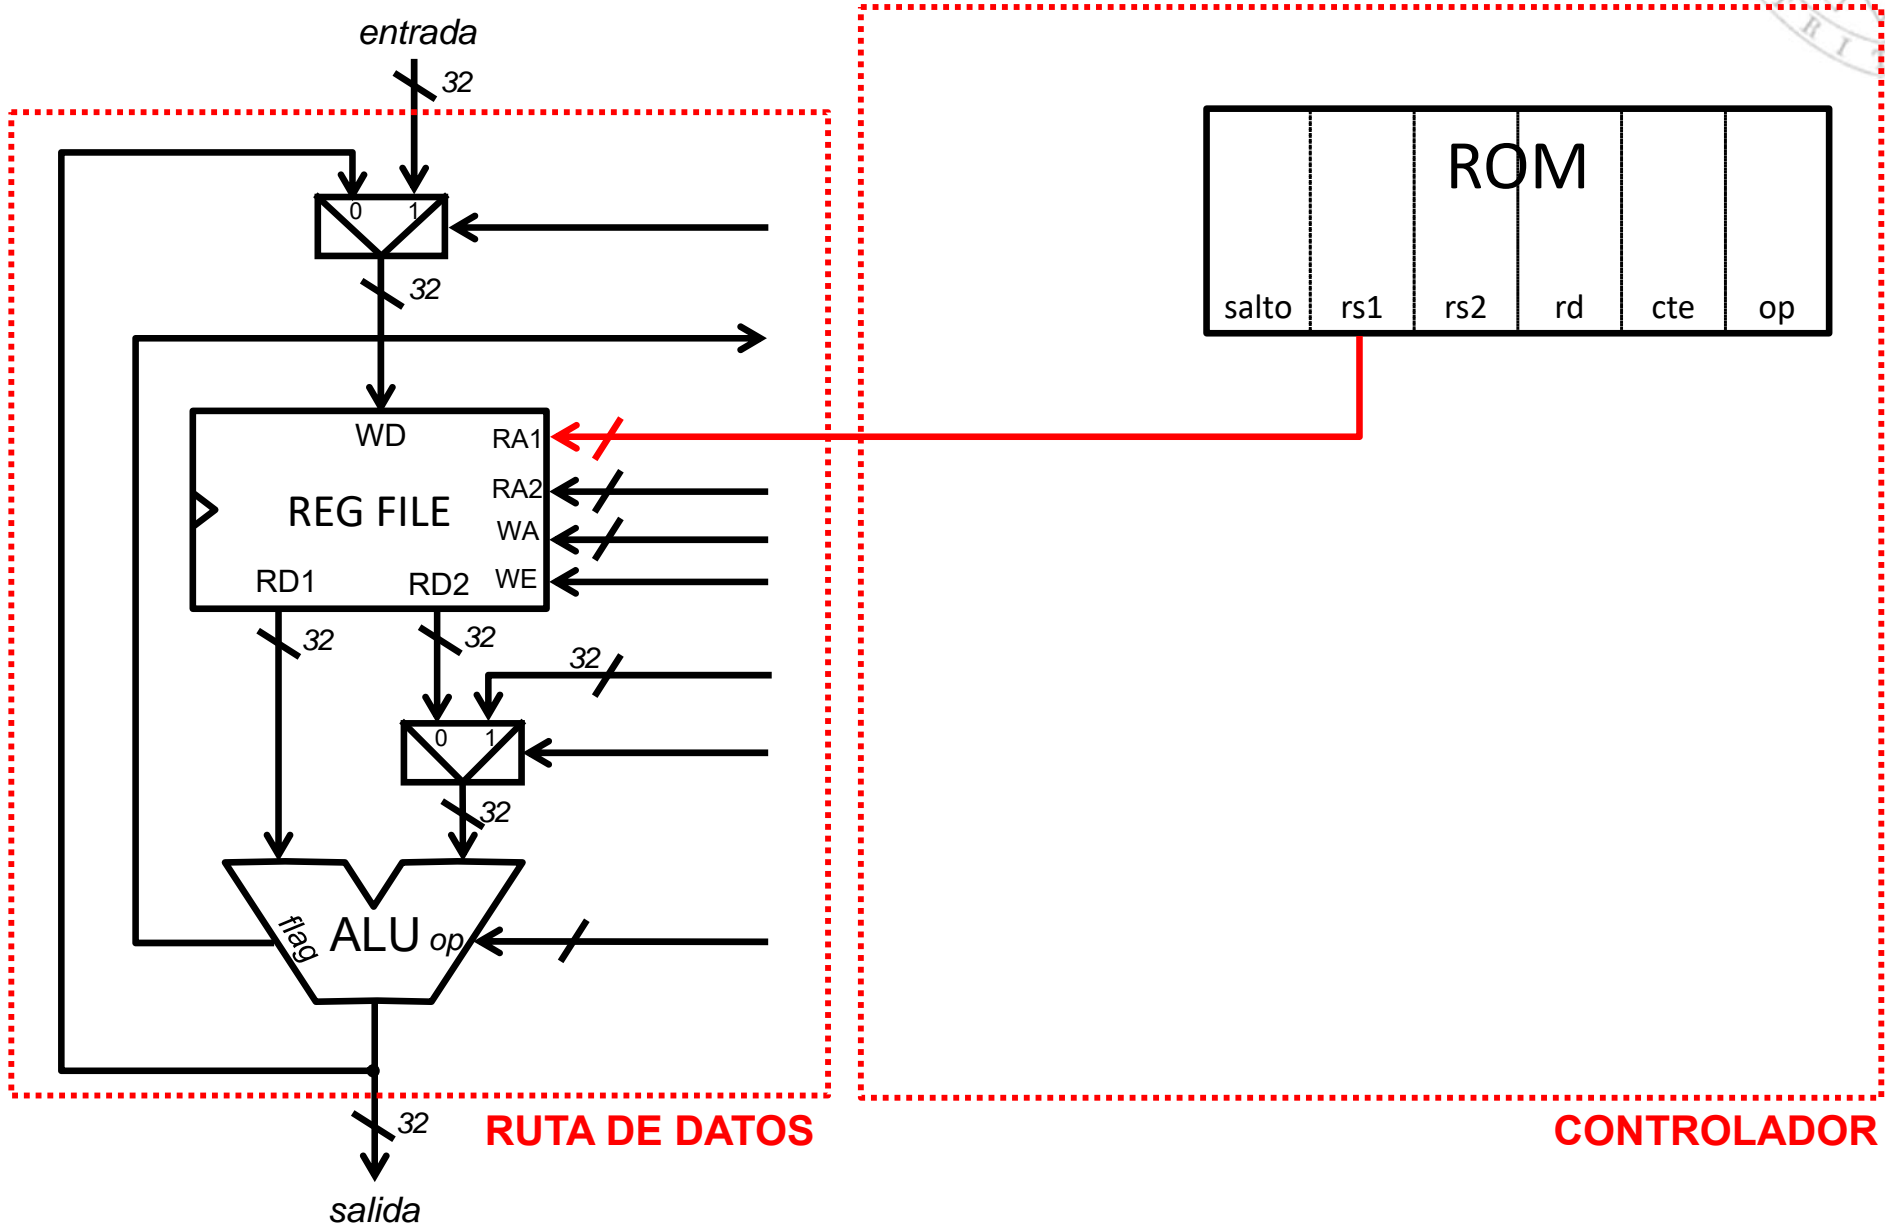 entrada
32
0 1
32
WD
RA1
RA2
WA
WE
REG FILE
RD1
RD2
32
32
32
0 1
32
flag
ALU
op
32
salida
RUTA DE DATOS
R I T
ROM
salto rs1 rs2 rd cte op
CONTROLADOR